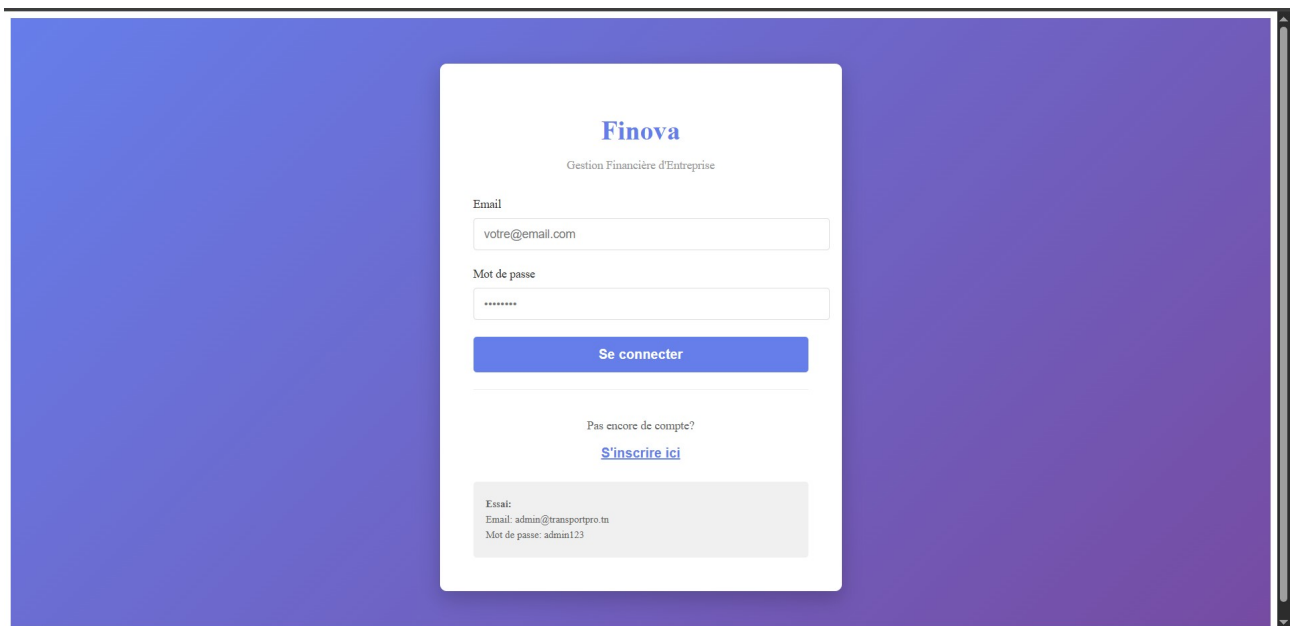 Finova
Gestion Financière d'Entreprise
Email
votre@email.com
Mot de passe
••••••••
Se connecter
Pas encore de compte?
S'inscrire ici
Essai:
Email: admin@transportpro.tn
Mot de passe: admin123